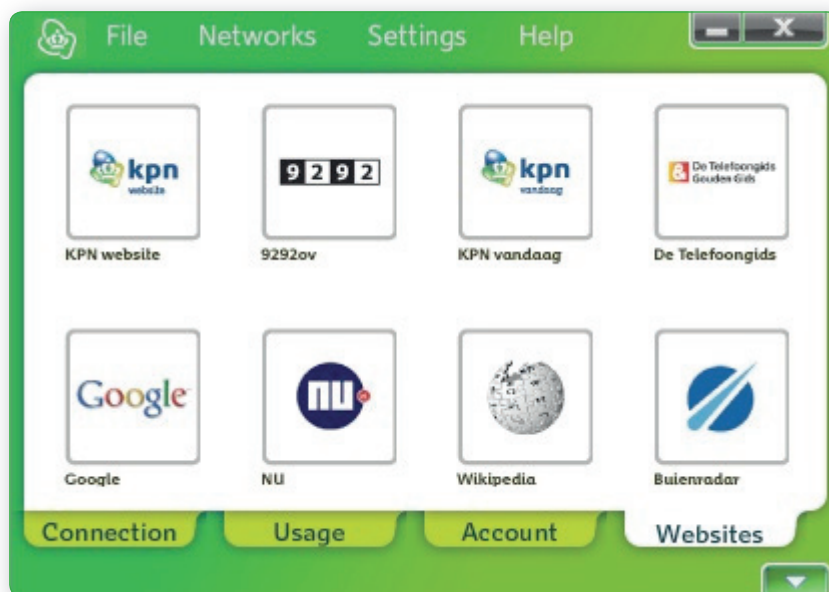 File Networks Settings Help
kpn
website
9292
kpn
vandaag
De Telefoongids
Gouden Gids
KPN website 9292ov KPN vandaag De Telefoongids
Google
NU
Google NU Wikipedia Buienradar
Connection Usage Account Websites